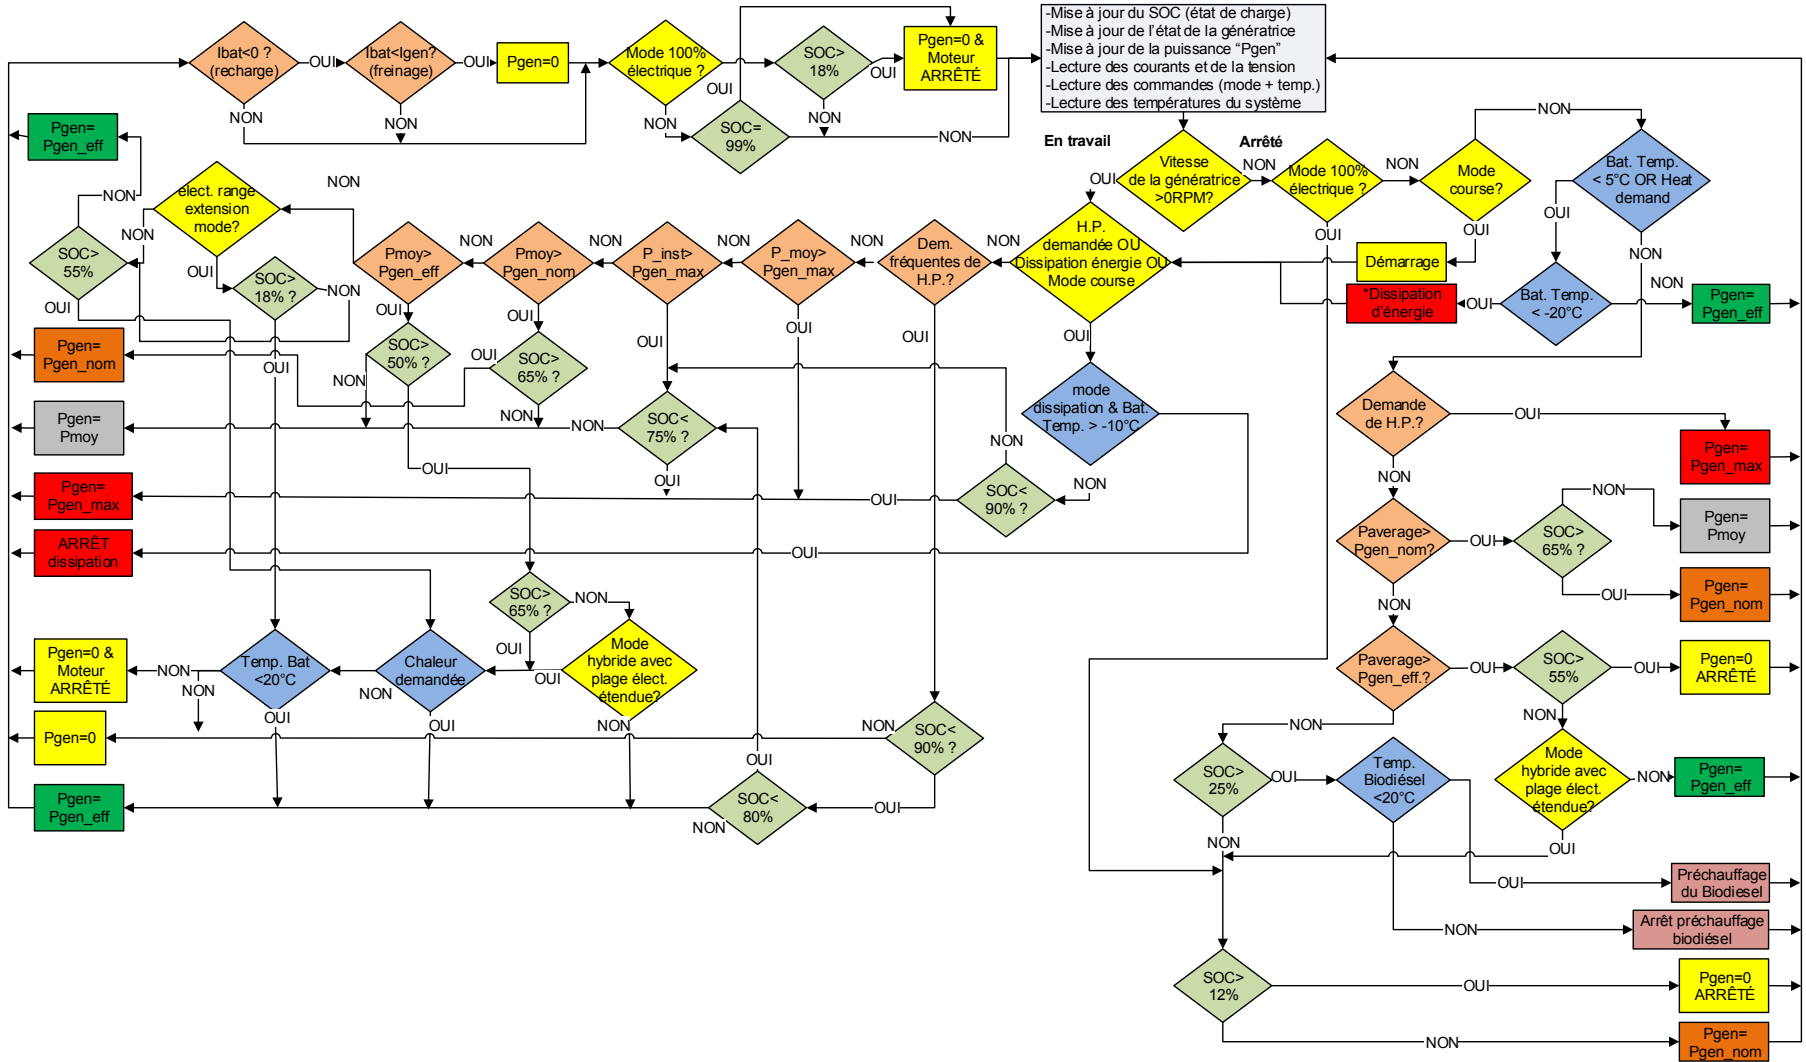 Ibat<0 ?
(recharge)
OUI
NON
Ibat<Igen?
(freinage)
OUI
NON
Pgen=0
Mode 100%
électrique ?
OUI
NON
SOC>
18%
OUI
NON
SOC=
99%
NON
Pgen=0 &
Moteur
ARRÊTÉ
-Mise à jour du SOC (état de charge)
-Mise à jour de l'état de la génératrice
-Mise à jour de la puissance “Pgen”
-Lecture des courants et de la tension
-Lecture des commandes (mode + temp.)
-Lecture des températures du système
En travail
Arrêté
Vitesse
de la génératrice
>0RPM?
OUI
NON
Mode 100%
électrique ?
NON
OUI
Mode
course?
NON
OUI
Bat. Temp.
< 5°C OR Heat
demand
OUI
NON
Démarrage
*Dissipation
d'énergie
OUI
Bat. Temp.
< -20°C
NON
Pgen=
Pgen_eff
Pgen=
Pgen_eff
NON
élect. range
extension
mode?
NON
NON
OUI
SOC>
55%
OUI
SOC>
18% ?
NON
OUI
Pmoy>
Pgen_eff
NON
OUI
Pmoy>
Pgen_nom
NON
OUI
P_inst>
Pgen_max
NON
OUI
P_moy>
Pgen_max
NON
OUI
Dem.
fréquentes de
H.P.?
NON
OUI
H.P.
demandée OU
Dissipation énergie OU
Mode course
OUI
Pgen=
Pgen_nom
SOC>
50% ?
NON
OUI
SOC>
65% ?
OUI
NON
Pgen=
Pmoy
NON
SOC<
75% ?
OUI
mode
dissipation & Bat.
Temp. > -10°C
NON
NON
SOC<
90% ?
OUI
Pgen=
Pgen_max
ARRÊT
dissipation
OUI
SOC>
65% ?
NON
OUI
Mode
hybride avec
plage élect.
étendue?
OUI
NON
Chaleur
demandée
NON
OUI
Temp. Bat
<20°C
NON
NON
OUI
Pgen=0 &
Moteur
ARRÊTÉ
Pgen=0
NON
SOC<
90% ?
OUI
SOC<
80%
OUI
NON
Pgen=
Pgen_eff
Demande
de H.P.?
OUI
NON
Pgen=
Pgen_max
Paverage>
Pgen_nom?
OUI
NON
SOC>
65% ?
NON
OUI
Pgen=
Pmoy
Pgen=
Pgen_nom
Paverage>
Pgen_eff.?
OUI
NON
SOC>
55%
OUI
NON
Pgen=0
ARRÊTÉ
SOC>
25%
OUI
NON
Temp.
Biodiésel
<20°C
Mode
hybride avec
plage élect.
étendue?
NON
OUI
Pgen=
Pgen_eff
OUI
Préchauffage
du Biodiesel
NON
Arrêt préchauffage
biodiésel
SOC>
12%
OUI
Pgen=0
ARRÊTÉ
NON
Pgen=
Pgen_nom